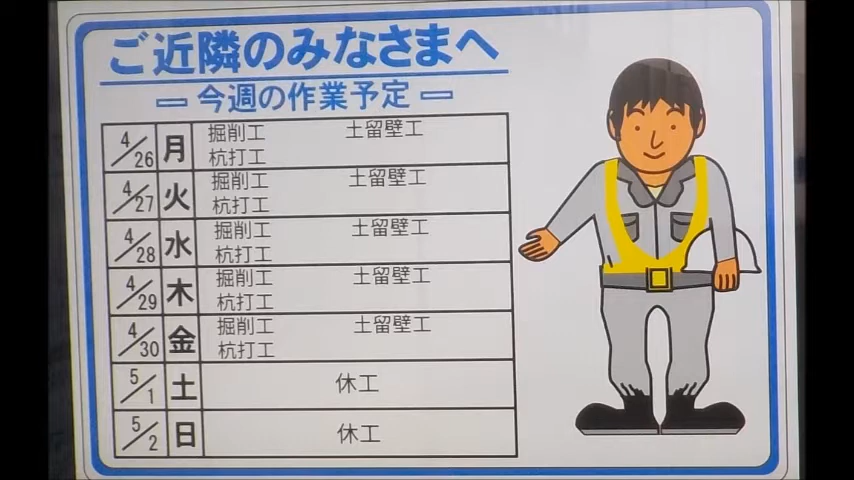 ご近隣のみなさまへ
今週の作業予定
4/26 月 掘削工 土留壁工
杭打工
4/27 火 掘削工 土留壁工
杭打工
4/28 水 掘削工 土留壁工
杭打工
4/29 木 掘削工 土留壁工
杭打工
4/30 金 掘削工 土留壁工
杭打工
5/1 土 休工
5/2 日 休工